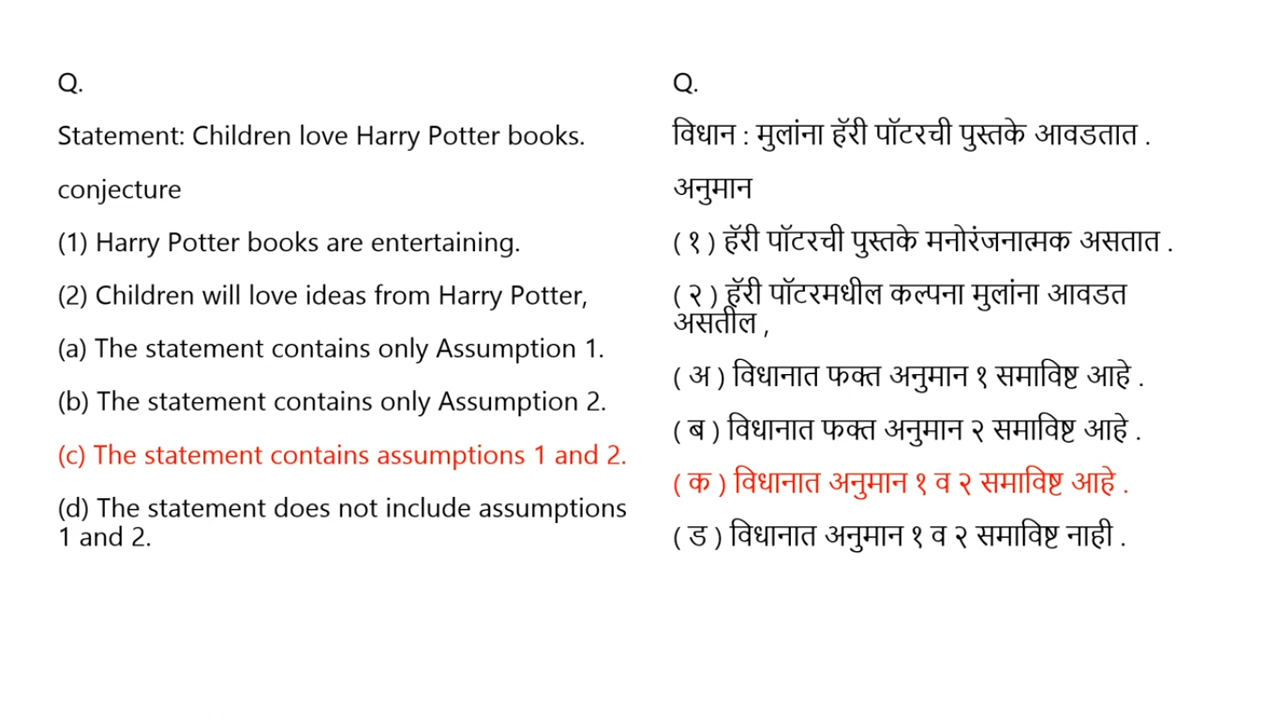 Q.
Statement: Children love Harry Potter books.
conjecture
(1) Harry Potter books are entertaining.
(2) Children will love ideas from Harry Potter,
(a) The statement contains only Assumption 1.
(b) The statement contains only Assumption 2.
(c) The statement contains assumptions 1 and 2.
(d) The statement does not include assumptions
1 and 2.
Q.
विधान : मुलांना हॅरी पॉटरची पुस्तके आवडतात .
अनुमान
( १ ) हॅरी पॉटरची पुस्तके मनोरंजनात्मक असतात .
( २ ) हॅरी पॉटरमधील कल्पना मुलांना आवडत
असतील ,
( अ ) विधानात फक्त अनुमान १ समाविष्ट आहे .
( ब ) विधानात फक्त अनुमान २ समाविष्ट आहे .
( क ) विधानात अनुमान १ व २ समाविष्ट आहे .
( ड ) विधानात अनुमान १ व २ समाविष्ट नाही .